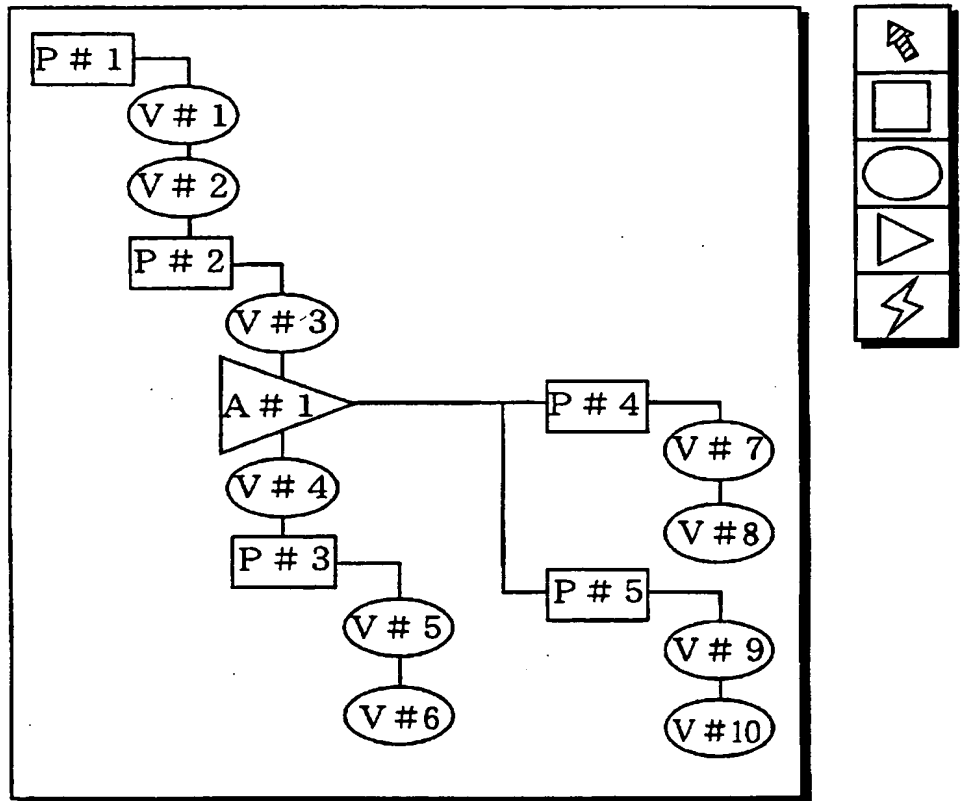 P # 1
V # 1
V # 2
P # 2
V # 3
A # 1
P # 4
V # 7
V # 4
V #8
P # 3
P # 5
V # 5
V # 9
V #6
V #10